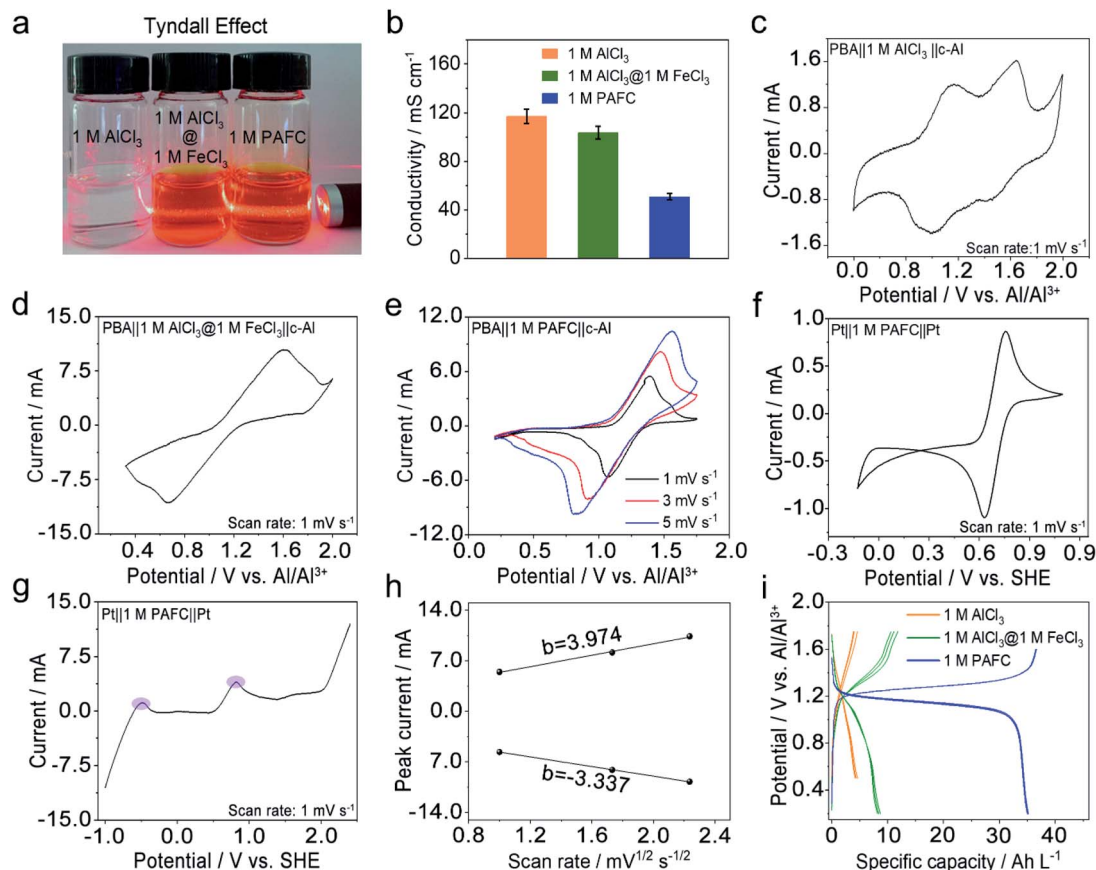 a
Tyndall Effect
1 M AlCl₃
1 M AlCl₃
@
1 M FeCl₃
1 M PAFC
b
Conductivity / mS cm⁻¹
160
120
80
40
0
1 M AlCl₃
1 M AlCl₃@1 M FeCl₃
1 M PAFC
c
PBA||1 M AlCl₃ ||c-Al
Current / mA
1.6
0.8
0.0
-0.8
-1.6
Scan rate:1 mV s⁻¹
0.0 0.4 0.8 1.2 1.6 2.0
Potential / V vs. Al/Al³⁺
d
PBA||1 M AlCl₃@1 M FeCl₃||c-Al
Current / mA
15.0
7.5
0.0
-7.5
-15.0
Scan rate: 1 mV s⁻¹
0.4 0.8 1.2 1.6 2.0
Potential / V vs. Al/Al³⁺
e
PBA||1 M PAFC||c-Al
Current / mA
12.0
6.0
0.0
-6.0
-12.0
1 mV s⁻¹
3 mV s⁻¹
5 mV s⁻¹
0.0 0.5 1.0 1.5 2.0
Potential / V vs. Al/Al³⁺
f
Pt||1 M PAFC||Pt
Current / mA
1.0
0.5
0.0
-0.5
-1.0
Scan rate: 1 mV s⁻¹
-0.3 0.0 0.3 0.6 0.9
Potential / V vs. SHE
g
Pt||1 M PAFC||Pt
Current / mA
15.0
7.5
0.0
-7.5
-15.0
Scan rate: 1 mV s⁻¹
-1.0 0.0 1.0 2.0
Potential / V vs. SHE
h
Peak current / mA
14.0
7.0
0.0
-7.0
-14.0
b=3.974
b=-3.337
0.8 1.2 1.6 2.0 2.4
Scan rate / mV¹ᐟ² s⁻¹ᐟ²
i
Potential / V vs. Al/Al³⁺
2.0
1.6
1.2
0.8
0.4
1 M AlCl₃
1 M AlCl₃@1 M FeCl₃
1 M PAFC
0 10 20 30 40
Specific capacity / Ah L⁻¹